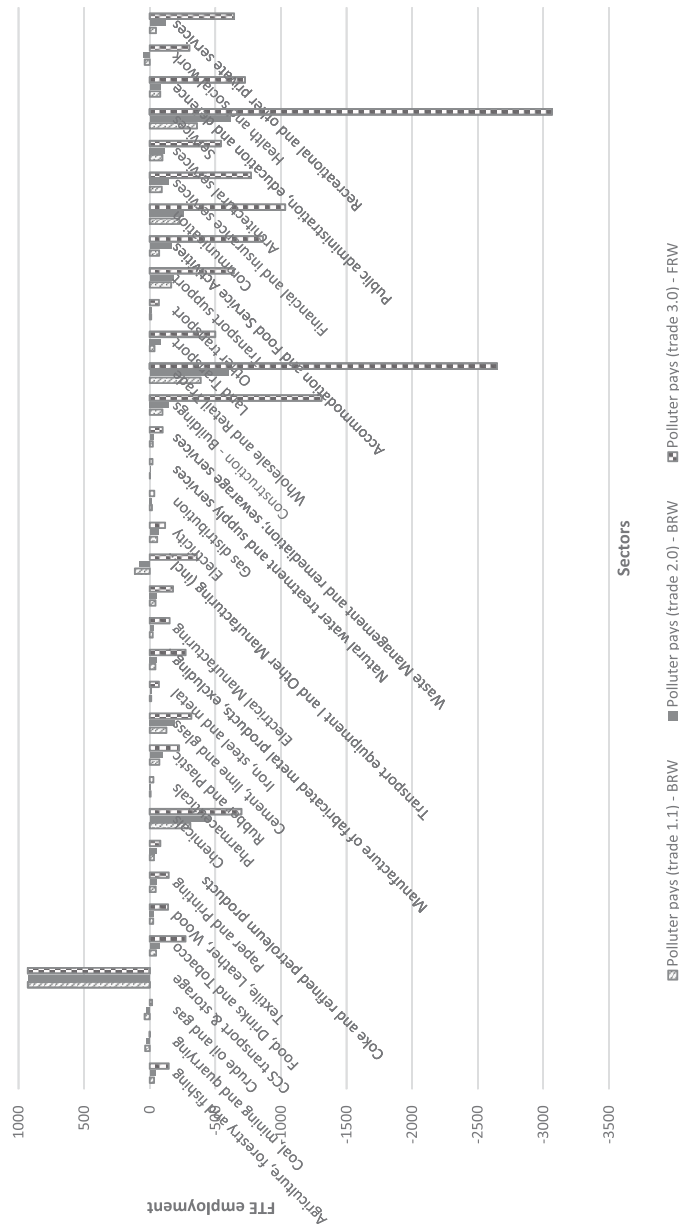 FTE employment
1000
500
0
-500
-1000
-1500
-2000
-2500
-3000
-3500
Agriculture, forestry and fishing
Coal, mining and quarrying
Crude oil and gas
CCS transport & storage
Food, Drinks and Tobacco
Textile, Leather, Wood
Paper and Printing
Coke and refined petroleum products
Chemicals
Pharmaceuticals
Rubber and Plastic
Cement, lime and glass
Iron, steel and metal
Manufacture of fabricated metal products, excluding
Electrical Manufacturing
Transport equipment | and Other Manufacturing (incl
Electricity
Gas distribution
Natural water treatment and supply services
Waste Management and remediation; sewarage services
Construction - Buildings
Wholesale and Retail Trade
Land Transport
Other transport
Transport support
Accommodation and Food Service Activities
Communication
Financial and insurance services
Architectural services
Services
Public administration, education and defence
Health and social work
Recreational and other private services
Sectors
Polluter pays (trade 1.1) - BRW
Polluter pays (trade 2.0) - BRW
Polluter pays (trade 3.0) - FRW